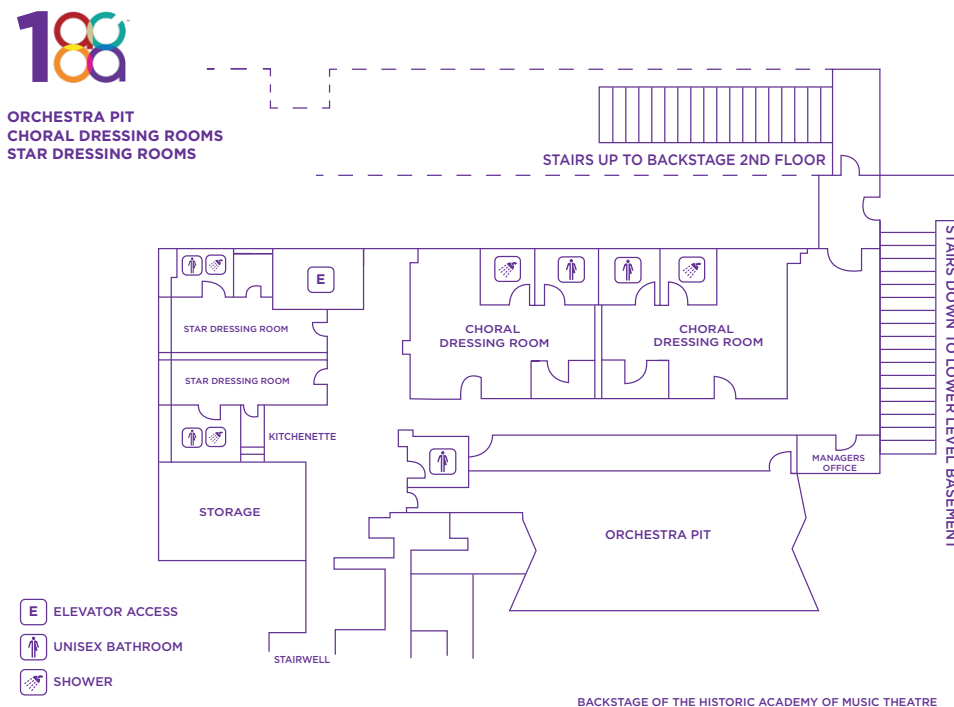 188a
ORCHESTRA PIT
CHORAL DRESSING ROOMS
STAR DRESSING ROOMS
STAIRS UP TO BACKSTAGE 2ND FLOOR
STAIRS DOWN TO LOWER LEVEL BASEMENT
E
STAR DRESSING ROOM
CHORAL
DRESSING ROOM
CHORAL
DRESSING ROOM
STAR DRESSING ROOM
KITCHENETTE
MANAGERS
OFFICE
STORAGE
ORCHESTRA PIT
E ELEVATOR ACCESS
UNISEX BATHROOM
SHOWER
STAIRWELL
BACKSTAGE OF THE HISTORIC ACADEMY OF MUSIC THEATRE